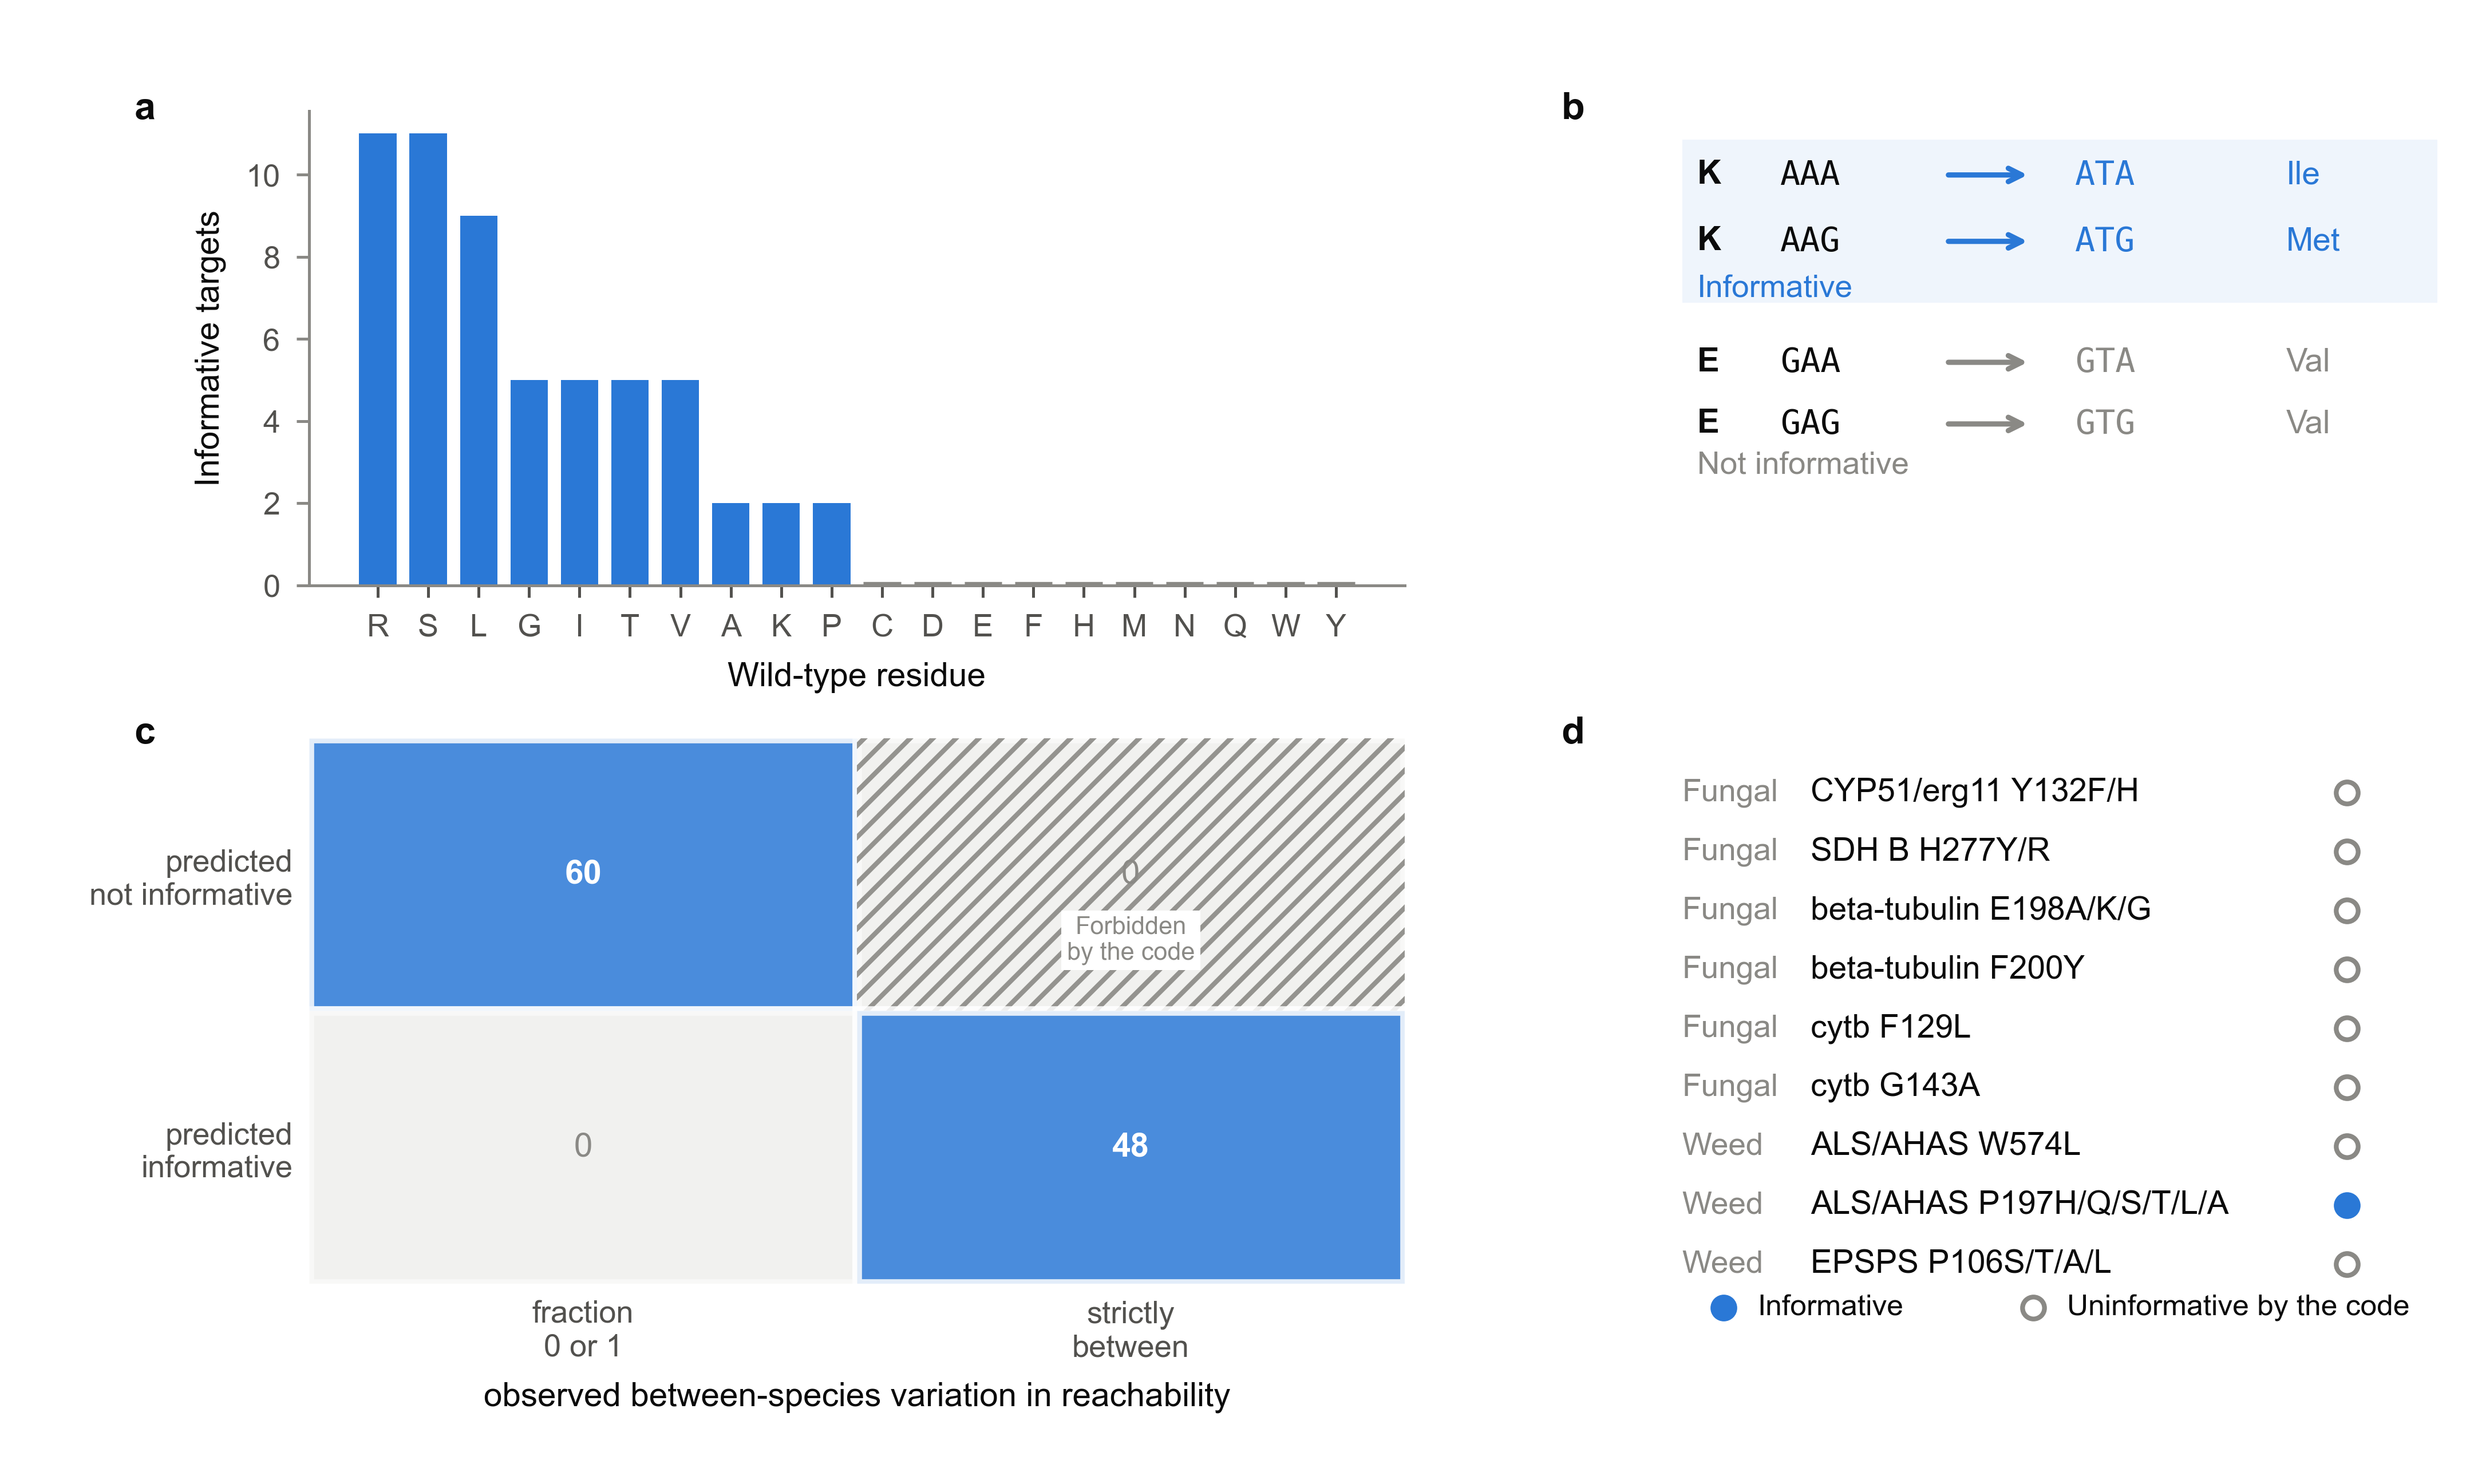 a
Informative targets
10
8
6
4
2
0
R S L G I T V A K P C D E F H M N Q W Y
Wild-type residue
b
K AAA ATA Ile
K AAG ATG Met
Informative
E GAA GTA Val
E GAG GTG Val
Not informative
c
predicted
not informative
60
0
Forbidden
by the code
predicted
informative
0
48
fraction
0 or 1
strictly
between
observed between-species variation in reachability
d
Fungal CYP51/erg11 Y132F/H
Fungal SDH B H277Y/R
Fungal beta-tubulin E198A/K/G
Fungal beta-tubulin F200Y
Fungal cytb F129L
Fungal cytb G143A
Weed ALS/AHAS W574L
Weed ALS/AHAS P197H/Q/S/T/L/A
Weed EPSPS P106S/T/A/L
Informative
Uninformative by the code